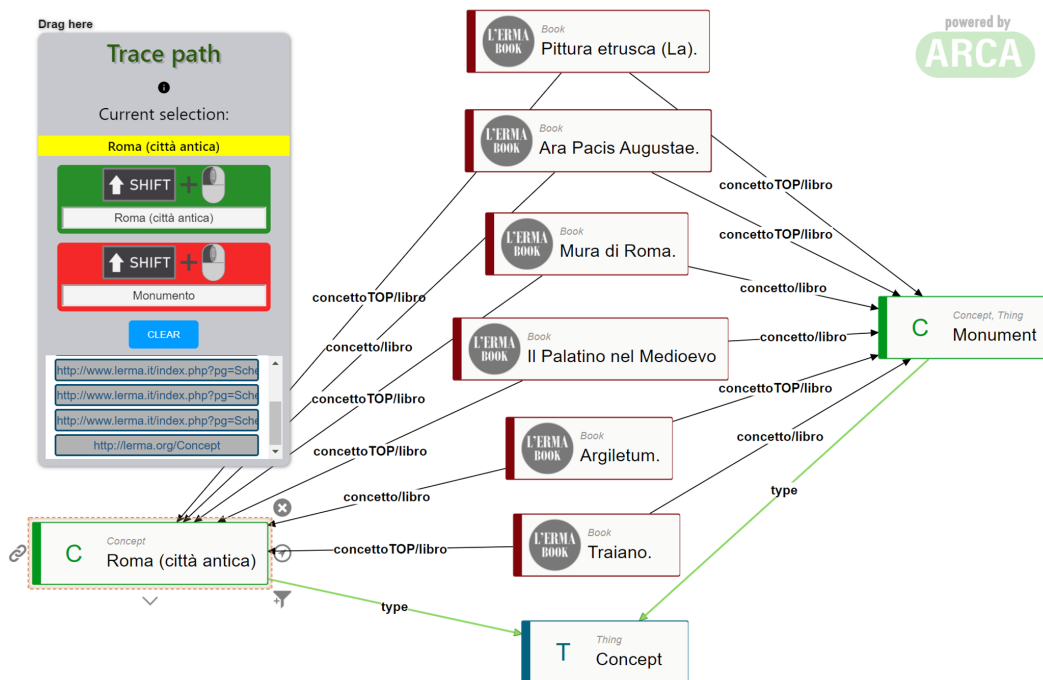 Drag here
Trace path
Current selection:
Roma (città antica)
SHIFT +
Roma (città antica)
SHIFT +
Monumento
CLEAR
http://www.lerma.it/index.php?pg=Sche
http://www.lerma.it/index.php?pg=Sche
http://www.lerma.it/index.php?pg=Sche
http://lerma.org/Concept
powered by
ARCA
L'ERMA
BOOK
Book
Pittura etrusca (La).
L'ERMA
BOOK
Book
Ara Pacis Augustae.
L'ERMA
BOOK
Book
Mura di Roma.
L'ERMA
BOOK
Book
Il Palatino nel Medioevo
L'ERMA
BOOK
Book
Argiletum.
L'ERMA
BOOK
Book
Traiano.
concettoTOP/libro
concettoTOP/libro
concetto/libro
concetto/libro
concettoTOP/libro
concetto/libro
concettoTOP/libro
concetto/libro
concettoTOP/libro
concettoTOP/libro
concetto/libro
concettoTOP/libro
C
Concept, Thing
Monument
type
C
Concept
Roma (città antica)
type
T
Thing
Concept